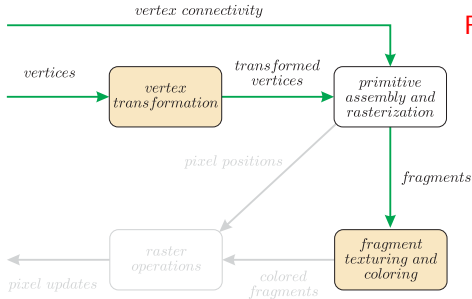 vertex connectivity
vertices
vertex
transformation
transformed
vertices
primitive
assembly and
rasterization
pixel positions
fragments
raster
operations
fragment
texturing and
coloring
pixel updates
colored
fragments